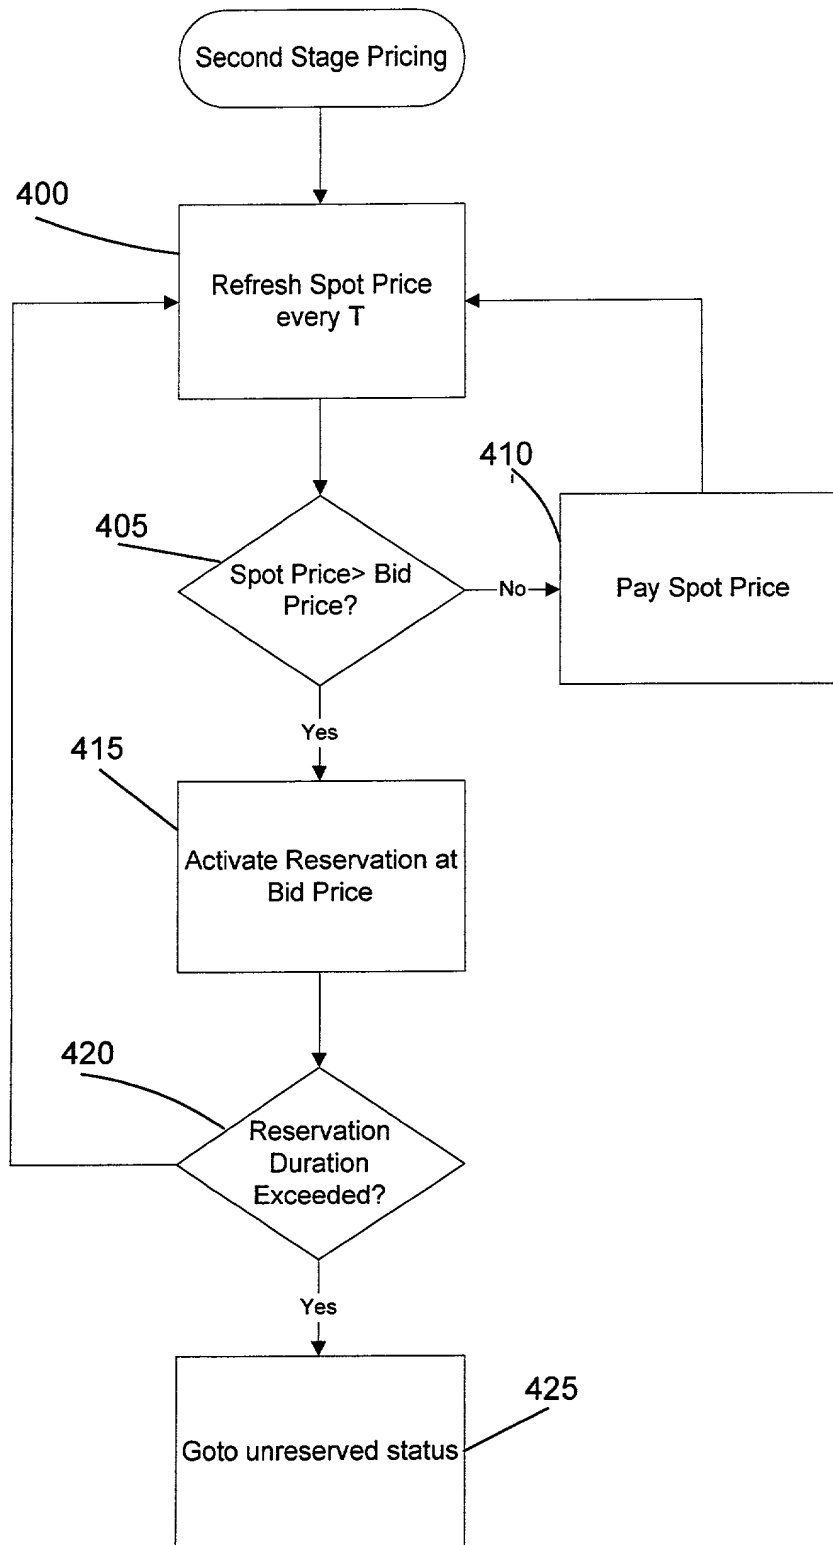 Second Stage Pricing
400
Refresh Spot Price
every T
410
405
Spot Price> Bid
Price?
No
Pay Spot Price
Yes
415
Activate Reservation at
Bid Price
420
Reservation
Duration
Exceeded?
Yes
425
Goto unreserved status